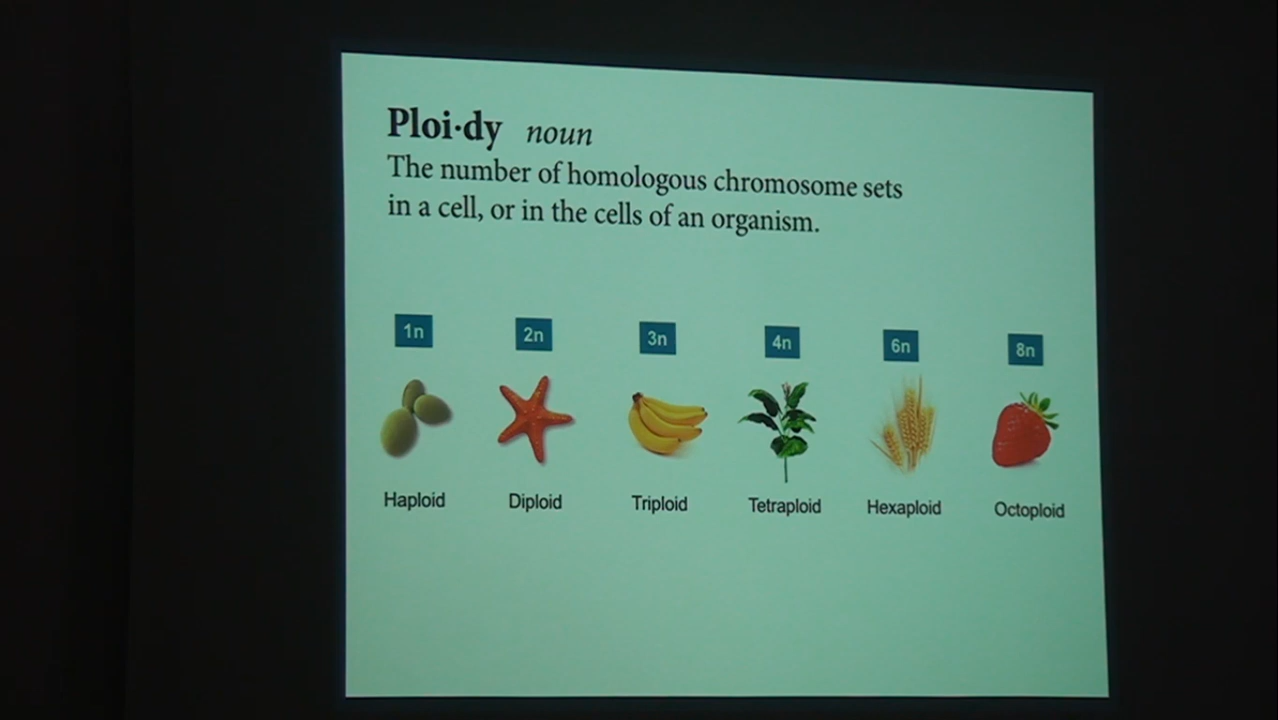 Ploi·dy noun
The number of homologous chromosome sets
in a cell, or in the cells of an organism.
1n 2n 3n 4n 6n 8n
Haploid Diploid Triploid Tetraploid Hexaploid Octoploid